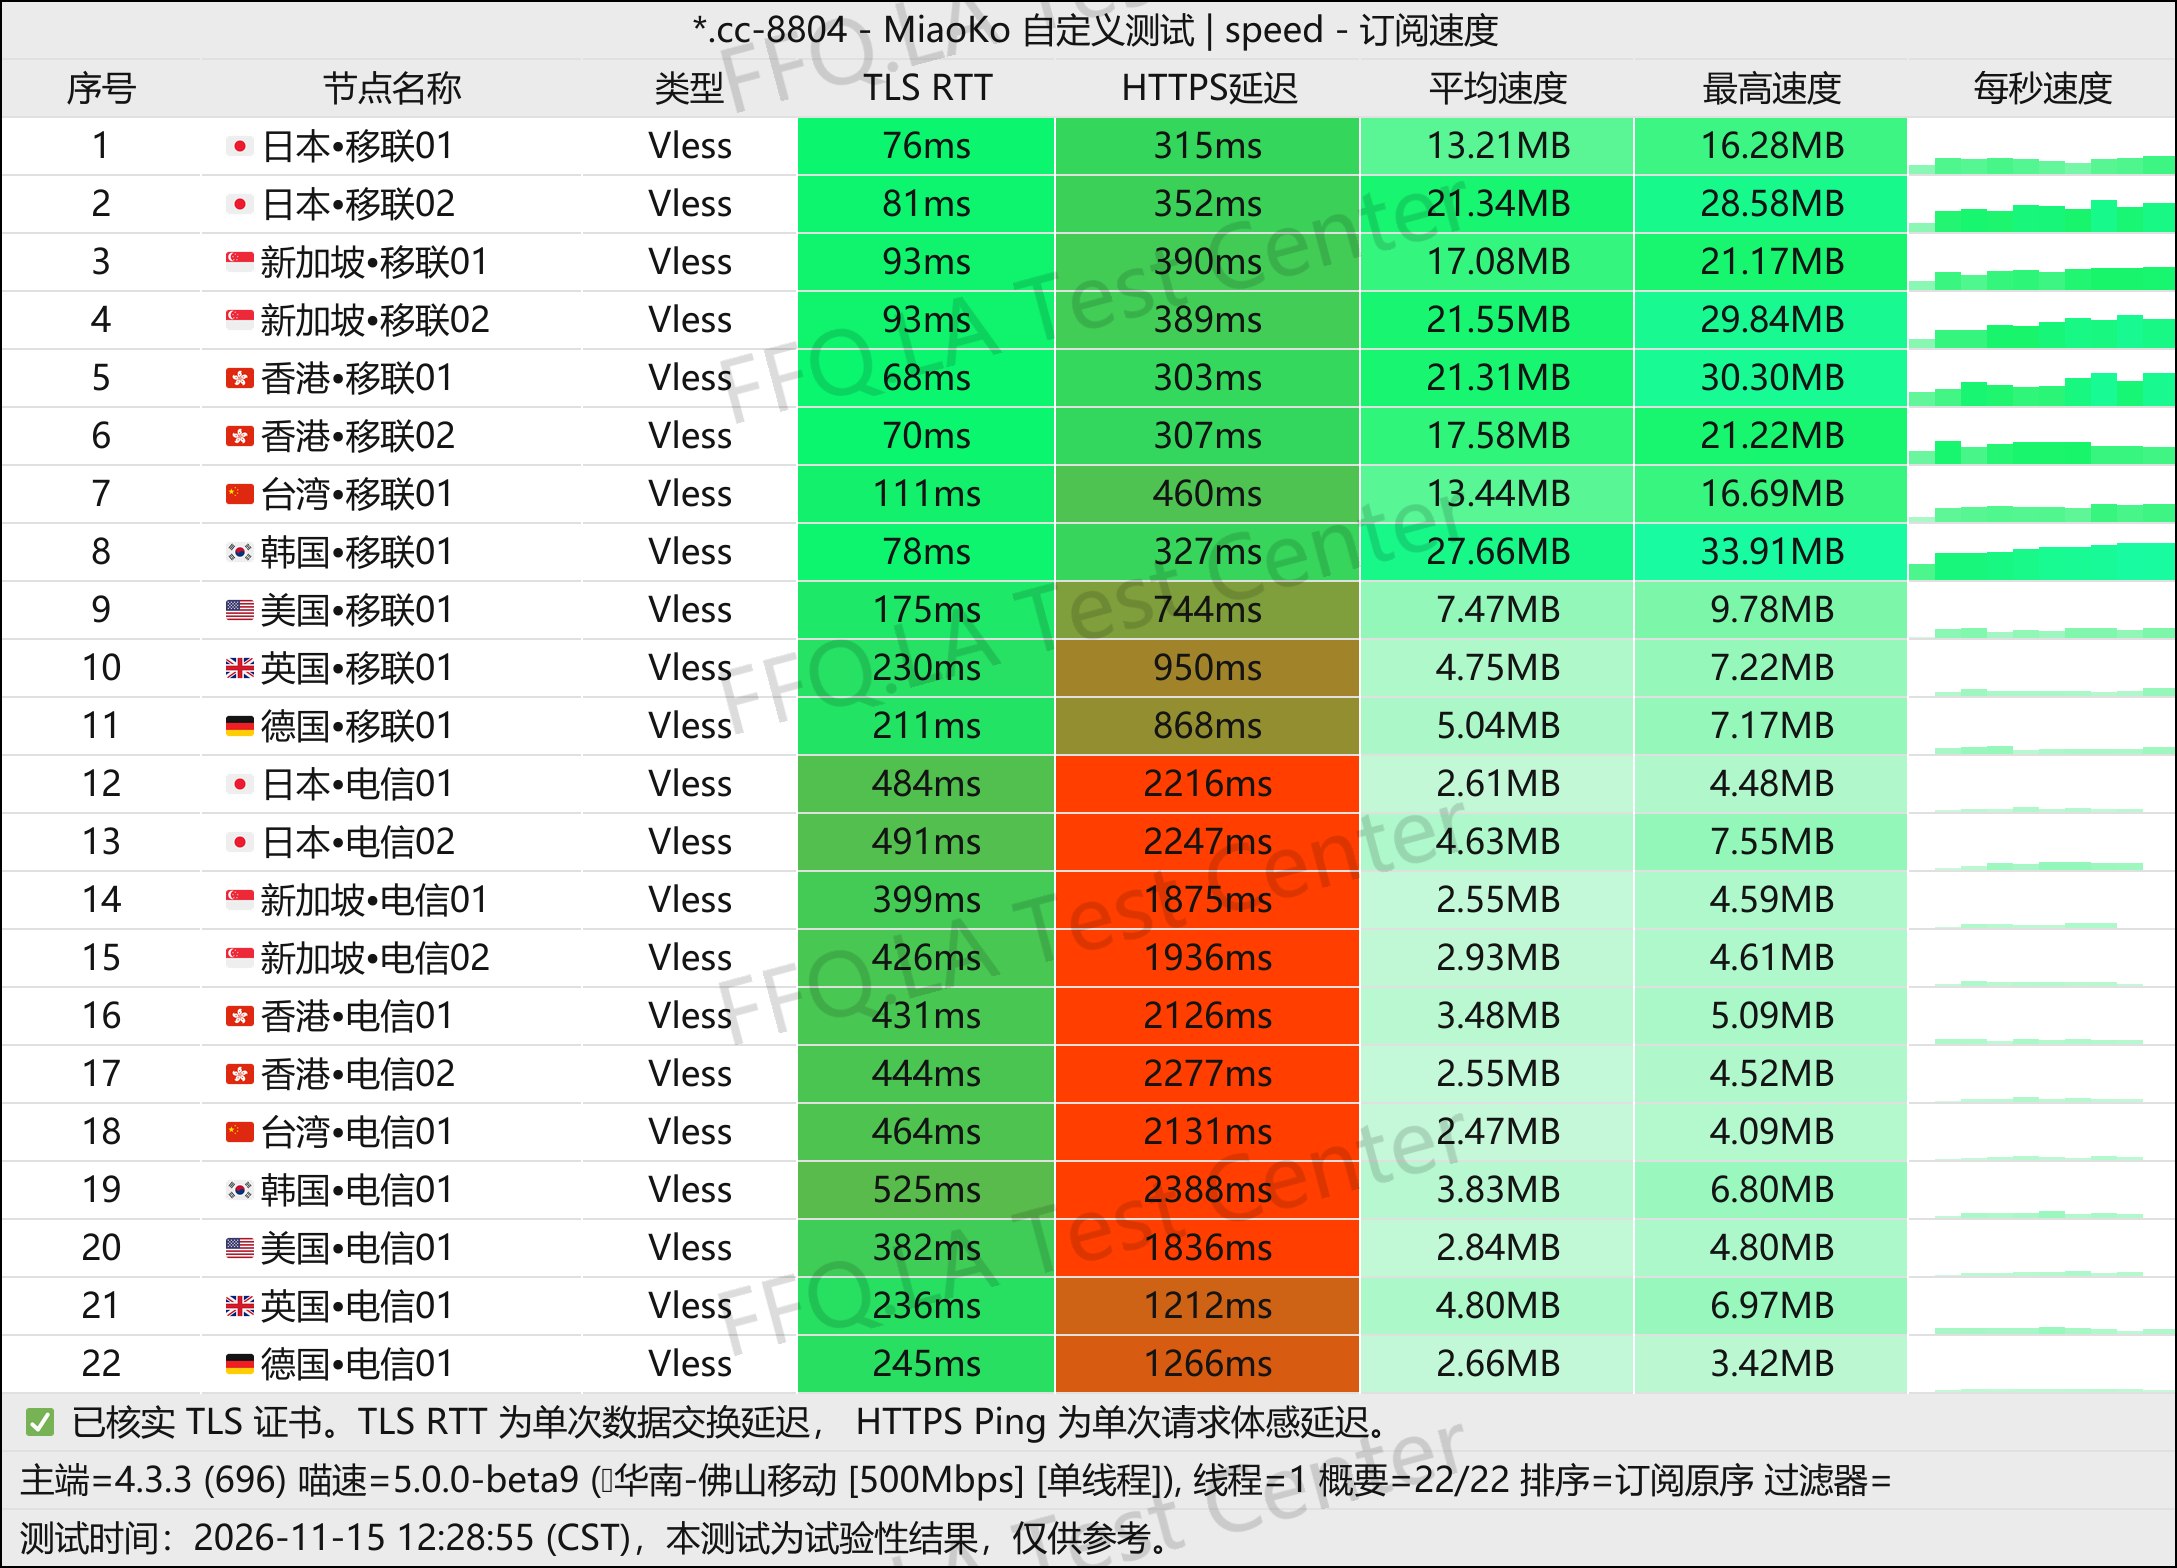 *.cc-8804 - MiaoKo 自定义测试 | speed - 订阅速度
序号 节点名称 类型 TLS RTT HTTPS延迟 平均速度 最高速度 每秒速度
1 日本•移联01 Vless 76ms 315ms 13.21MB 16.28MB
2 日本•移联02 Vless 81ms 352ms 21.34MB 28.58MB
3 新加坡•移联01 Vless 93ms 390ms 17.08MB 21.17MB
4 新加坡•移联02 Vless 93ms 389ms 21.55MB 29.84MB
5 香港•移联01 Vless 68ms 303ms 21.31MB 30.30MB
6 香港•移联02 Vless 70ms 307ms 17.58MB 21.22MB
7 台湾•移联01 Vless 111ms 460ms 13.44MB 16.69MB
8 韩国•移联01 Vless 78ms 327ms 27.66MB 33.91MB
9 美国•移联01 Vless 175ms 744ms 7.47MB 9.78MB
10 英国•移联01 Vless 230ms 950ms 4.75MB 7.22MB
11 德国•移联01 Vless 211ms 868ms 5.04MB 7.17MB
12 日本•电信01 Vless 484ms 2216ms 2.61MB 4.48MB
13 日本•电信02 Vless 491ms 2247ms 4.63MB 7.55MB
14 新加坡•电信01 Vless 399ms 1875ms 2.55MB 4.59MB
15 新加坡•电信02 Vless 426ms 1936ms 2.93MB 4.61MB
16 香港•电信01 Vless 431ms 2126ms 3.48MB 5.09MB
17 香港•电信02 Vless 444ms 2277ms 2.55MB 4.52MB
18 台湾•电信01 Vless 464ms 2131ms 2.47MB 4.09MB
19 韩国•电信01 Vless 525ms 2388ms 3.83MB 6.80MB
20 美国•电信01 Vless 382ms 1836ms 2.84MB 4.80MB
21 英国•电信01 Vless 236ms 1212ms 4.80MB 6.97MB
22 德国•电信01 Vless 245ms 1266ms 2.66MB 3.42MB
✅ 已核实 TLS 证书。TLS RTT 为单次数据交换延迟， HTTPS Ping 为单次请求体感延迟。
主端=4.3.3 (696) 喵速=5.0.0-beta9 (华南-佛山移动 [500Mbps] [单线程]), 线程=1 概要=22/22 排序=订阅原序 过滤器=
测试时间：2026-11-15 12:28:55 (CST)，本测试为试验性结果，仅供参考。
FFQ.LA Test Center